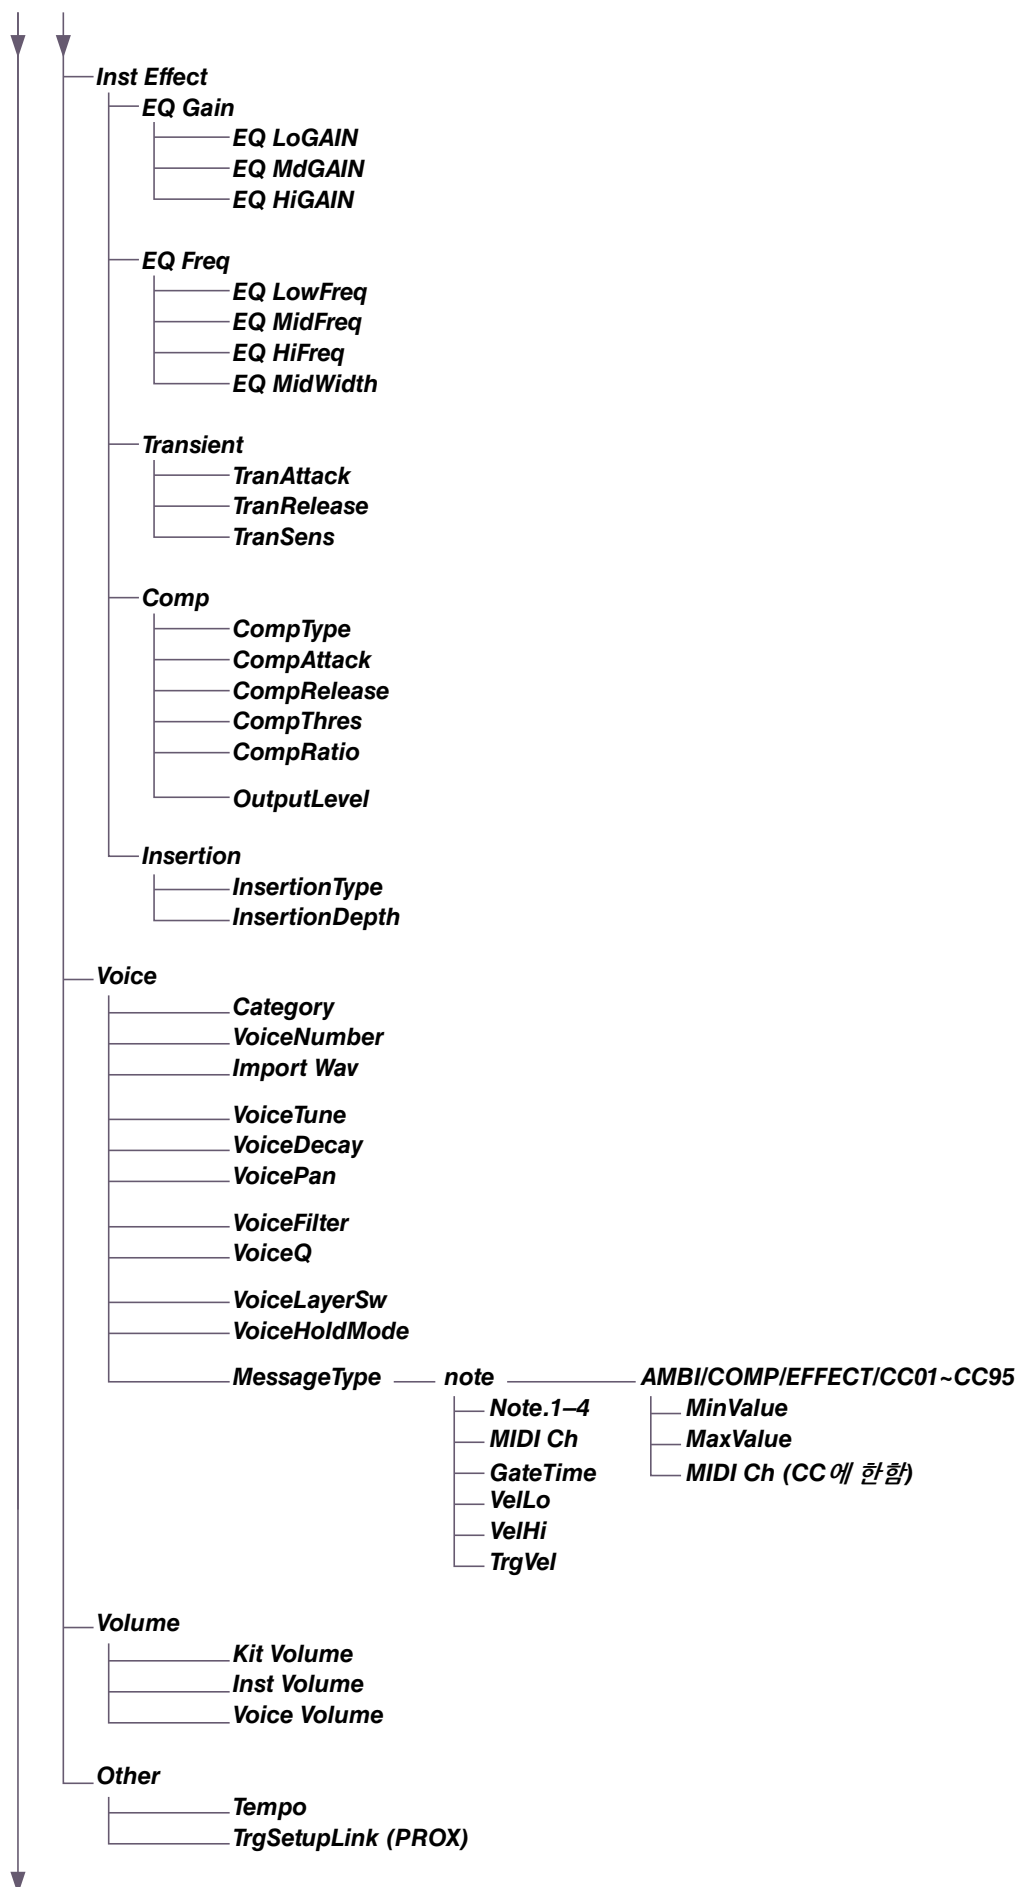 Inst Effect
EQ Gain
EQ LoGAIN
EQ MdGAIN
EQ HiGAIN
EQ Freq
EQ LowFreq
EQ MidFreq
EQ HiFreq
EQ MidWidth
Transient
TranAttack
TranRelease
TranSens
Comp
CompType
CompAttack
CompRelease
CompThres
CompRatio
OutputLevel
Insertion
InsertionType
InsertionDepth
Voice
Category
VoiceNumber
Import Wav
VoiceTune
VoiceDecay
VoicePan
VoiceFilter
VoiceQ
VoiceLayerSw
VoiceHoldMode
MessageType note AMBI/COMP/EFFECT/CC01~CC95
Note.1–4 MinValue
MIDI Ch MaxValue
GateTime MIDI Ch (CC에 한함)
VelLo
VelHi
TrgVel
Volume
Kit Volume
Inst Volume
Voice Volume
Other
Tempo
TrgSetupLink (PROX)